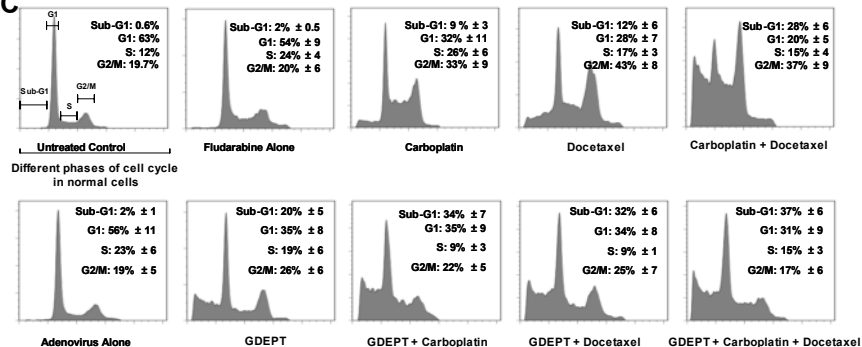 C
G1
Sub-G1: 0.6%
G1: 63%
S: 12%
G2/M: 19.7%
Sub-G1
S
G2/M
Untreated Control
Different phases of cell cycle
in normal cells
Sub-G1: 2% ± 0.5
G1: 54% ± 9
S: 24% ± 4
G2/M: 20% ± 6
Fludarabine Alone
Sub-G1: 9 % ± 3
G1: 32% ± 11
S: 26% ± 6
G2/M: 33% ± 9
Carboplatin
Sub-G1: 12% ± 6
G1: 28% ± 7
S: 17% ± 3
G2/M: 43% ± 8
Docetaxel
Sub-G1: 28% ± 6
G1: 20% ± 5
S: 15% ± 4
G2/M: 37% ± 9
Carboplatin + Docetaxel
Sub-G1: 2% ± 1
G1: 56% ± 11
S: 23% ± 6
G2/M: 19% ± 5
Adenovirus Alone
Sub-G1: 20% ± 5
G1: 35% ± 8
S: 19% ± 6
G2/M: 26% ± 6
GDEPT
Sub-G1: 34% ± 7
G1: 35% ± 9
S: 9% ± 3
G2/M: 22% ± 5
GDEPT + Carboplatin
Sub-G1: 32% ± 6
G1: 34% ± 8
S: 9% ± 1
G2/M: 25% ± 7
GDEPT + Docetaxel
Sub-G1: 37% ± 6
G1: 31% ± 9
S: 15% ± 3
G2/M: 17% ± 6
GDEPT + Carboplatin + Docetaxel